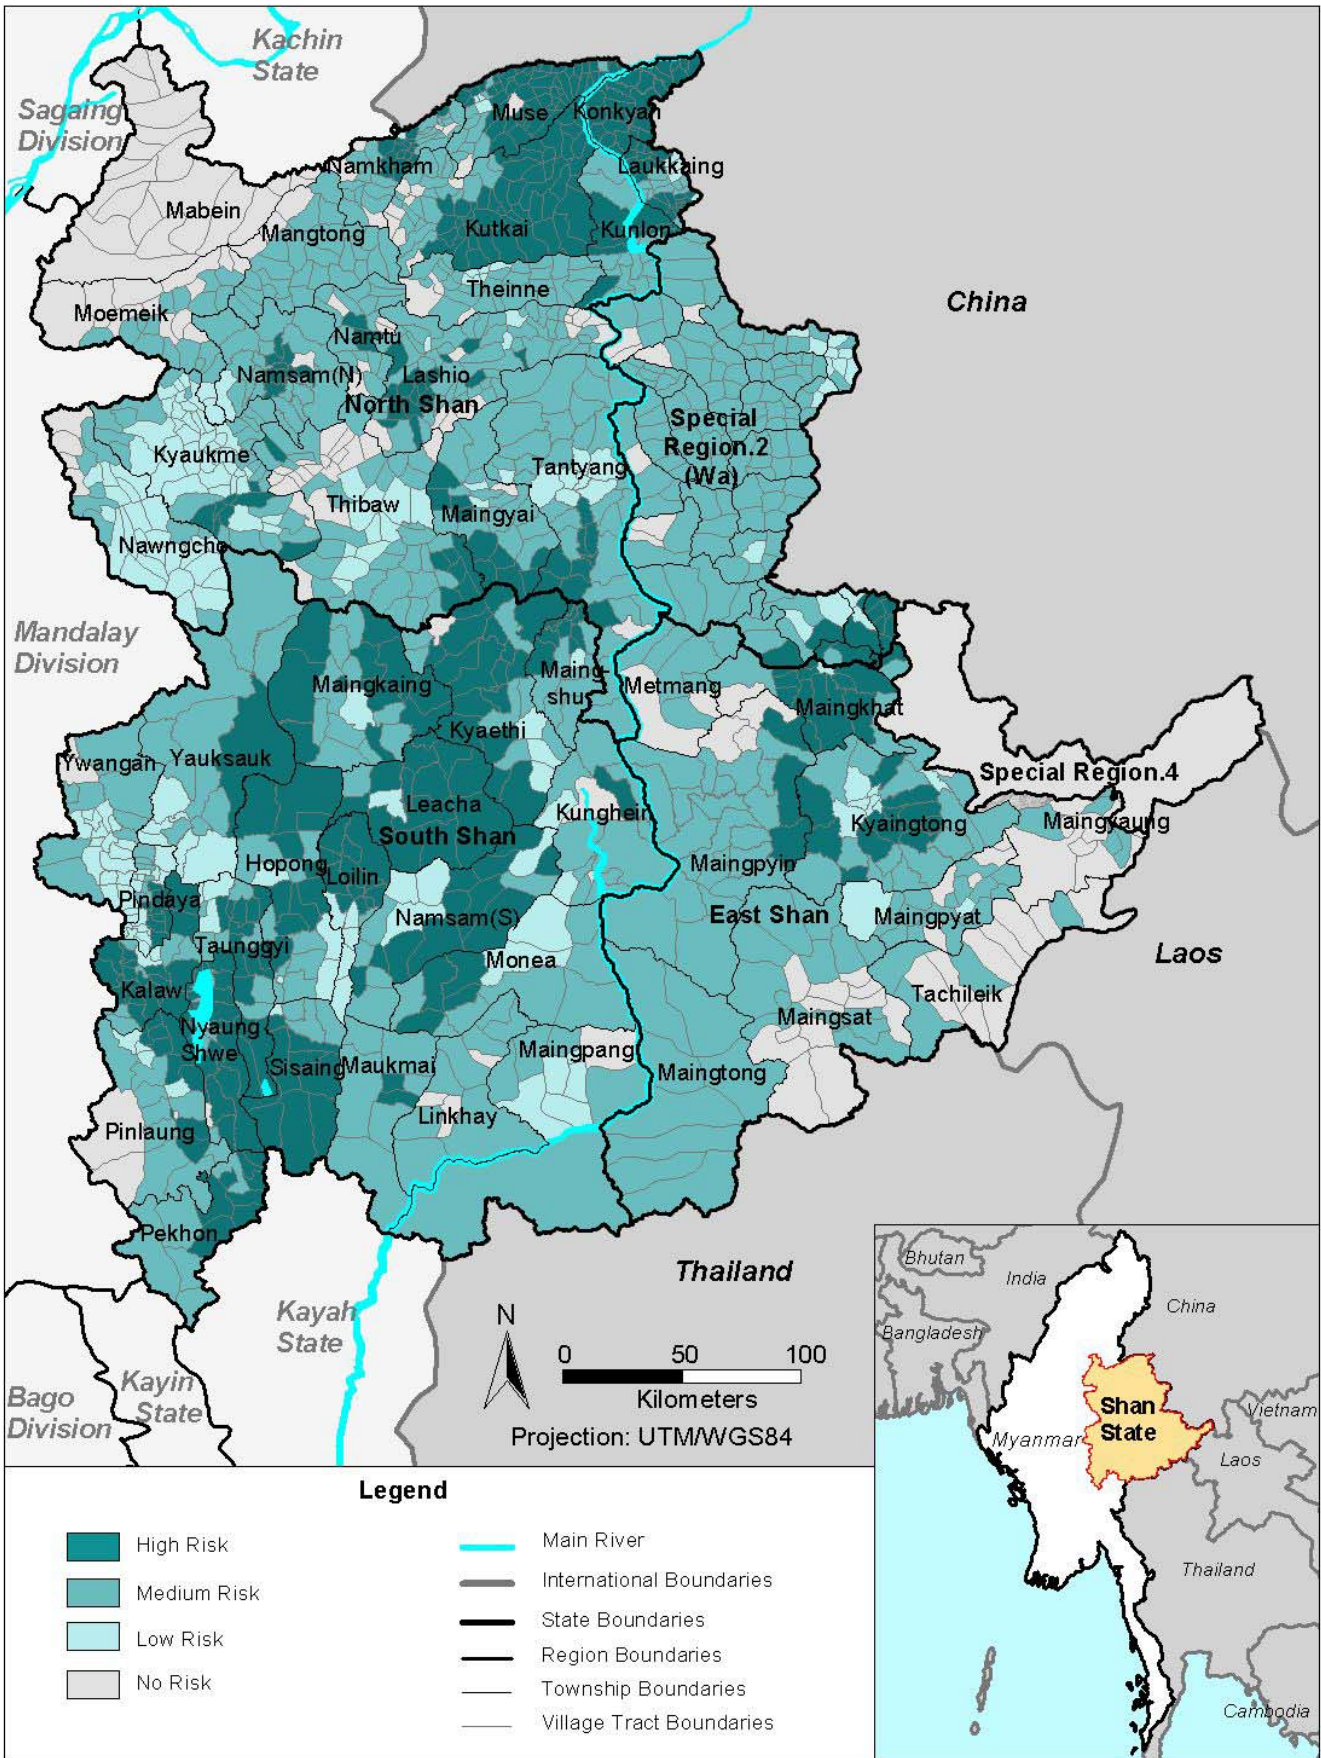 Kachin
State
Sagaing
Division
Muse
Konkyan
Namkham
Laukkaing
Mabein
Mangtong
Kutkai
Kunlon
Theinne
China
Moemeik
Namtu
Namsam(N)
Lashio
North Shan
Special
Region.2
(Wa)
Kyaukme
Tantyang
Thibaw
Maingyai
Nawngcho
Mandalay
Division
Maing-
shu
Maingkaing
Metmang
Maingkhat
Kyaethi
Ywangan
Yauksauk
Special Region.4
Leacha
Kunghein
South Shan
Kyaingtong
Maingyaung
Hopong
Loilin
Maingpyin
Pindaya
Namsam(S)
East Shan
Maingpyat
Taunggyi
Monea
Laos
Kalaw
Tachileik
Nyaung
Shwe
Maingsat
Sisaing
Maukmai
Maingpang
Maingtong
Linkhay
Pinlaung
Pekhon
Thailand
Kayah
State
N
0 50 100
Kilometers
Projection: UTM/WGS84
Bago
Division
Kayin
State
Bhutan
India
China
Bangladesh
Shan
State
Vietnam
Myanmar
Laos
Thailand
Cambodia
Legend
High Risk
Medium Risk
Low Risk
No Risk
Main River
International Boundaries
State Boundaries
Region Boundaries
Township Boundaries
Village Tract Boundaries